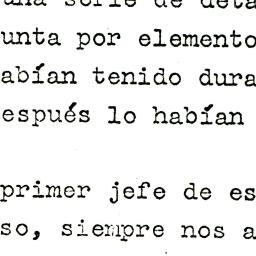 una serie de deta
unta por elemento
abían tenido dura
espués lo habían
primer jefe de es
so, siempre nos a